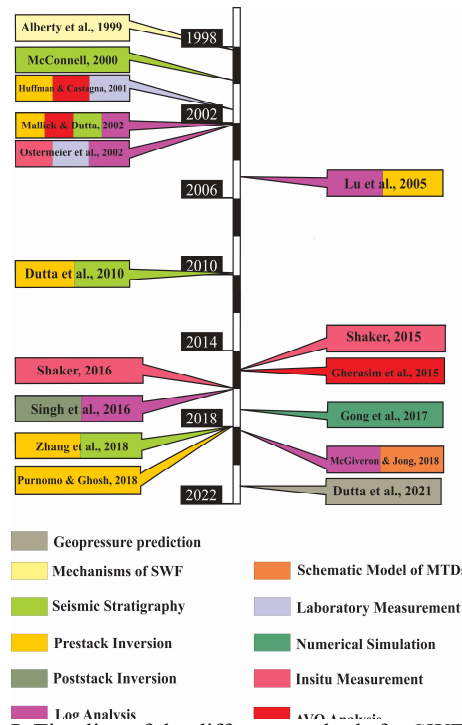 Alberty et al., 1999
1998
McConnell, 2000
Huffman & Castagna, 2001
2002
Mallick & Dutta, 2002
Ostermeier et al., 2002
Lu et al., 2005
2006
2010
Dutta et al., 2010
2014
Shaker, 2015
Gherasim et al., 2015
Shaker, 2016
Singh et al., 2016
Gong et al., 2017
2018
Zhang et al., 2018
McGiveron & Jong, 2018
Purnomo & Ghosh, 2018
Dutta et al., 2021
2022
Geopressure prediction
Mechanisms of SWF
Schematic Model of MTDs
Seismic Stratigraphy
Laboratory Measurement
Prestack Inversion
Numerical Simulation
Poststack Inversion
Insitu Measurement
Log Analysis
AVO Analysis